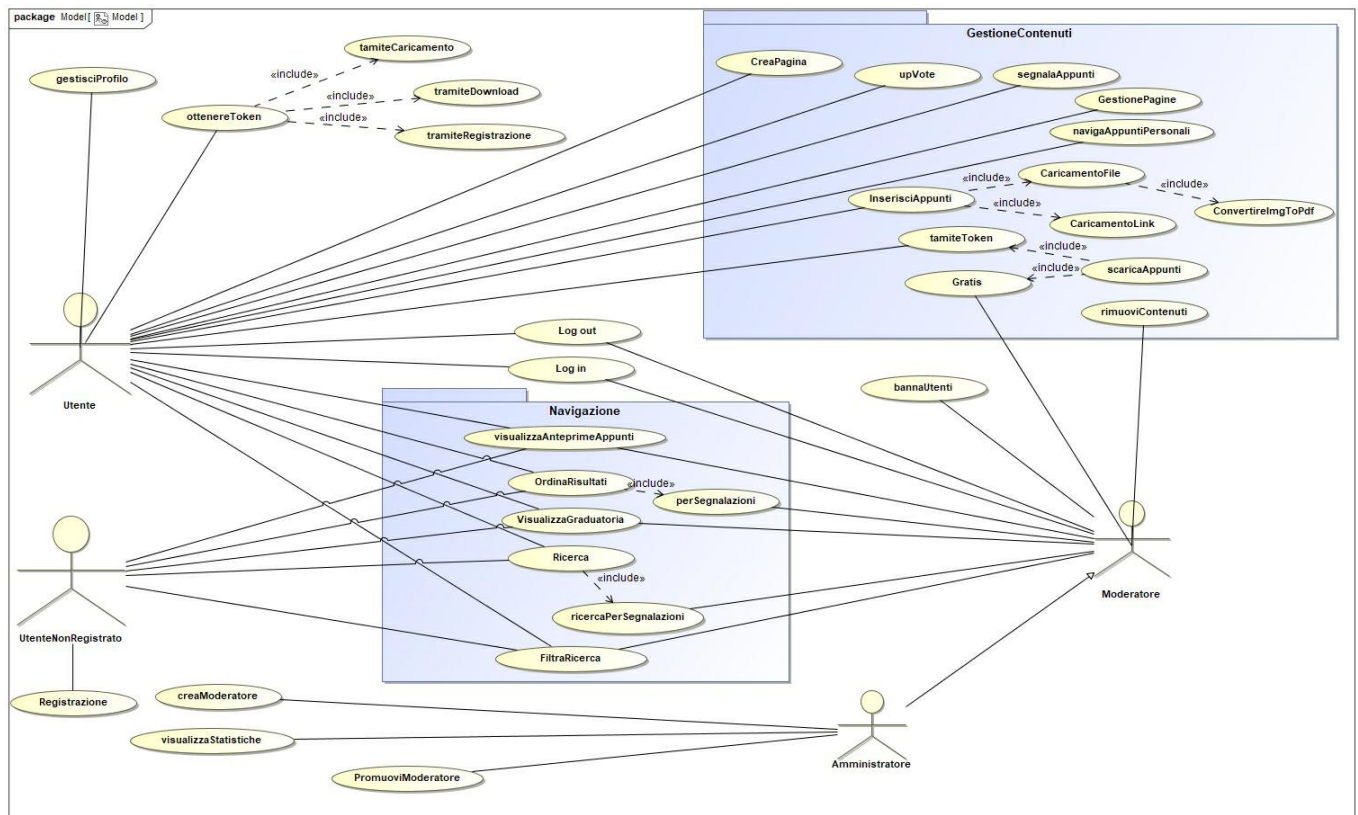 package Model[ Model ]
GestioneContenuti
tamiteCaricamento
gestisciProfilo
«include»
tramiteDownload
ottenereToken
«include»
«include»
tramiteRegistrazione
CreaPagina
upVote
segnalaAppunti
GestionePagine
navigaAppuntiPersonali
«include»
CaricamentoFile
«include»
InserisciAppunti
«include»
ConvertireImgToPdf
CaricamentoLink
tamiteToken
«include»
«include»
scaricaAppunti
Gratis
rimuoviContenuti
Utente
Log out
Log in
bannaUtenti
Navigazione
visualizzaAnteprimeAppunti
OrdinaRisultati
«include»
perSegnalazioni
VisualizzaGraduatoria
Ricerca
«include»
ricercaPerSegnalazioni
FiltraRicerca
Moderatore
UtenteNonRegistrato
Registrazione
creaModeratore
visualizzaStatistiche
PromuoviModeratore
Amministratore